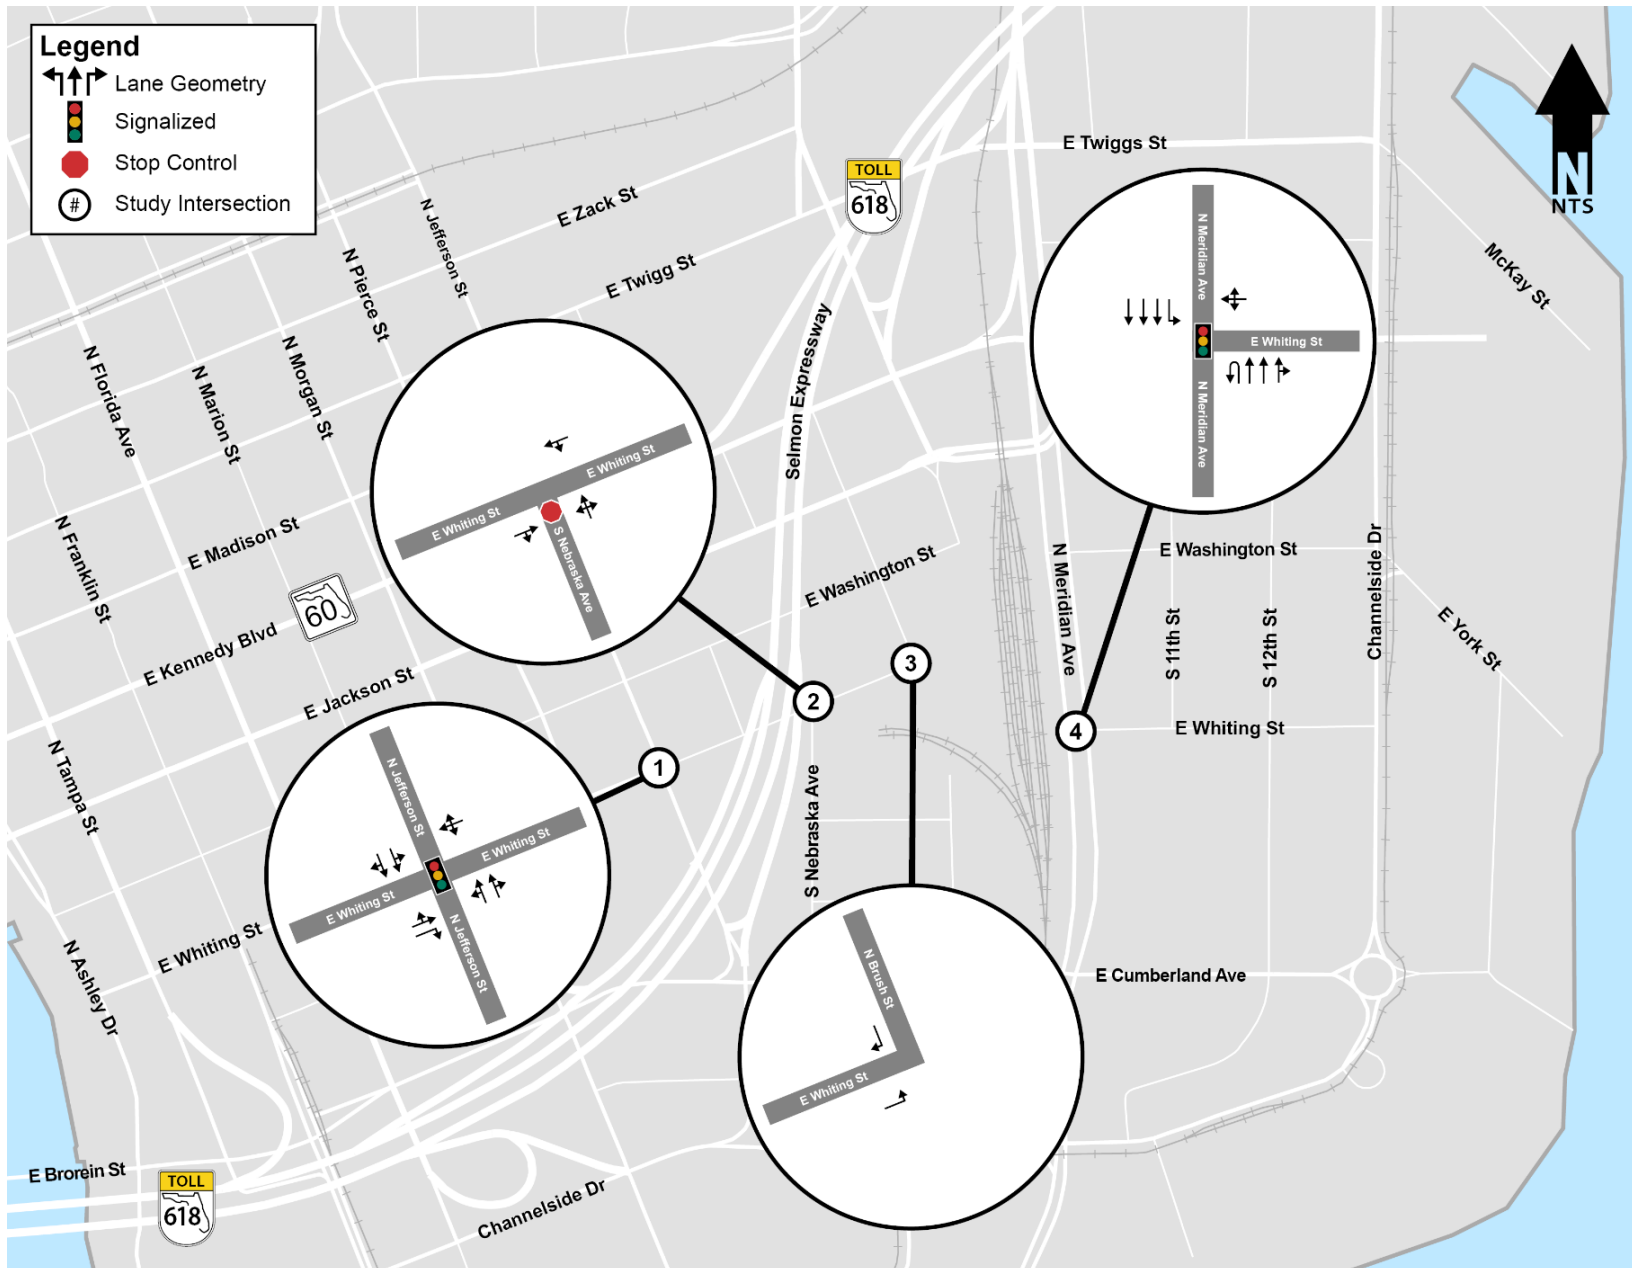 Legend
Lane Geometry
Signalized
Stop Control
# Study Intersection
N
NTS
TOLL
618
E Twiggs St
McKay St
E Zack St
E Twigg St
N Jefferson St
N Pierce St
N Morgan St
N Marion St
N Florida Ave
N Franklin St
N Tampa St
N Ashley Dr
E Madison St
60
E Kennedy Blvd
E Jackson St
E Whiting St
E Brorein St
TOLL
618
Channelside Dr
Selmon Expressway
E Washington St
S Nebraska Ave
N Meridian Ave
E Washington St
S 11th St
S 12th St
E Whiting St
Channelside Dr
E York St
E Cumberland Ave
1
N Jefferson St
E Whiting St
E Whiting St
N Jefferson St
2
E Whiting St
E Whiting St
S Nebraska Ave
3
N Brush St
E Whiting St
4
N Meridian Ave
E Whiting St
N Meridian Ave